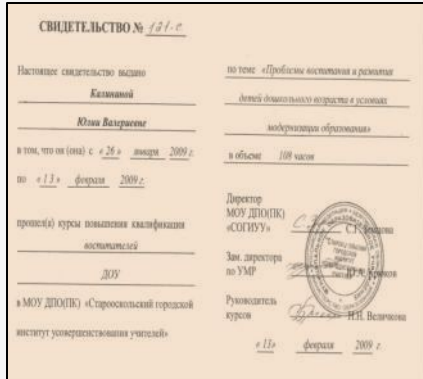 СВИДЕТЕЛЬСТВО № 121-с
Настоящее свидетельство выдано
Калининой
Юлии Валериевне
в том, что он (она) с «26» января 2009 г.
по «13» февраля 2009 г.
прошел(а) курсы повышения квалификации
воспитателей
ДОУ
в МОУ ДПО(ПК) «Старооскольский городской
институт усовершенствования учителей»
по теме «Проблемы воспитания и развития
детей дошкольного возраста в условиях
модернизации образования»
в объеме 108 часов
Директор
МОУ ДПО(ПК)
«СОГИУУ» С.Г.
Зам. директора
по УМР Ю.А.
Руководитель
курсов Н.Н. Величкова
«13» февраля 2009 г.